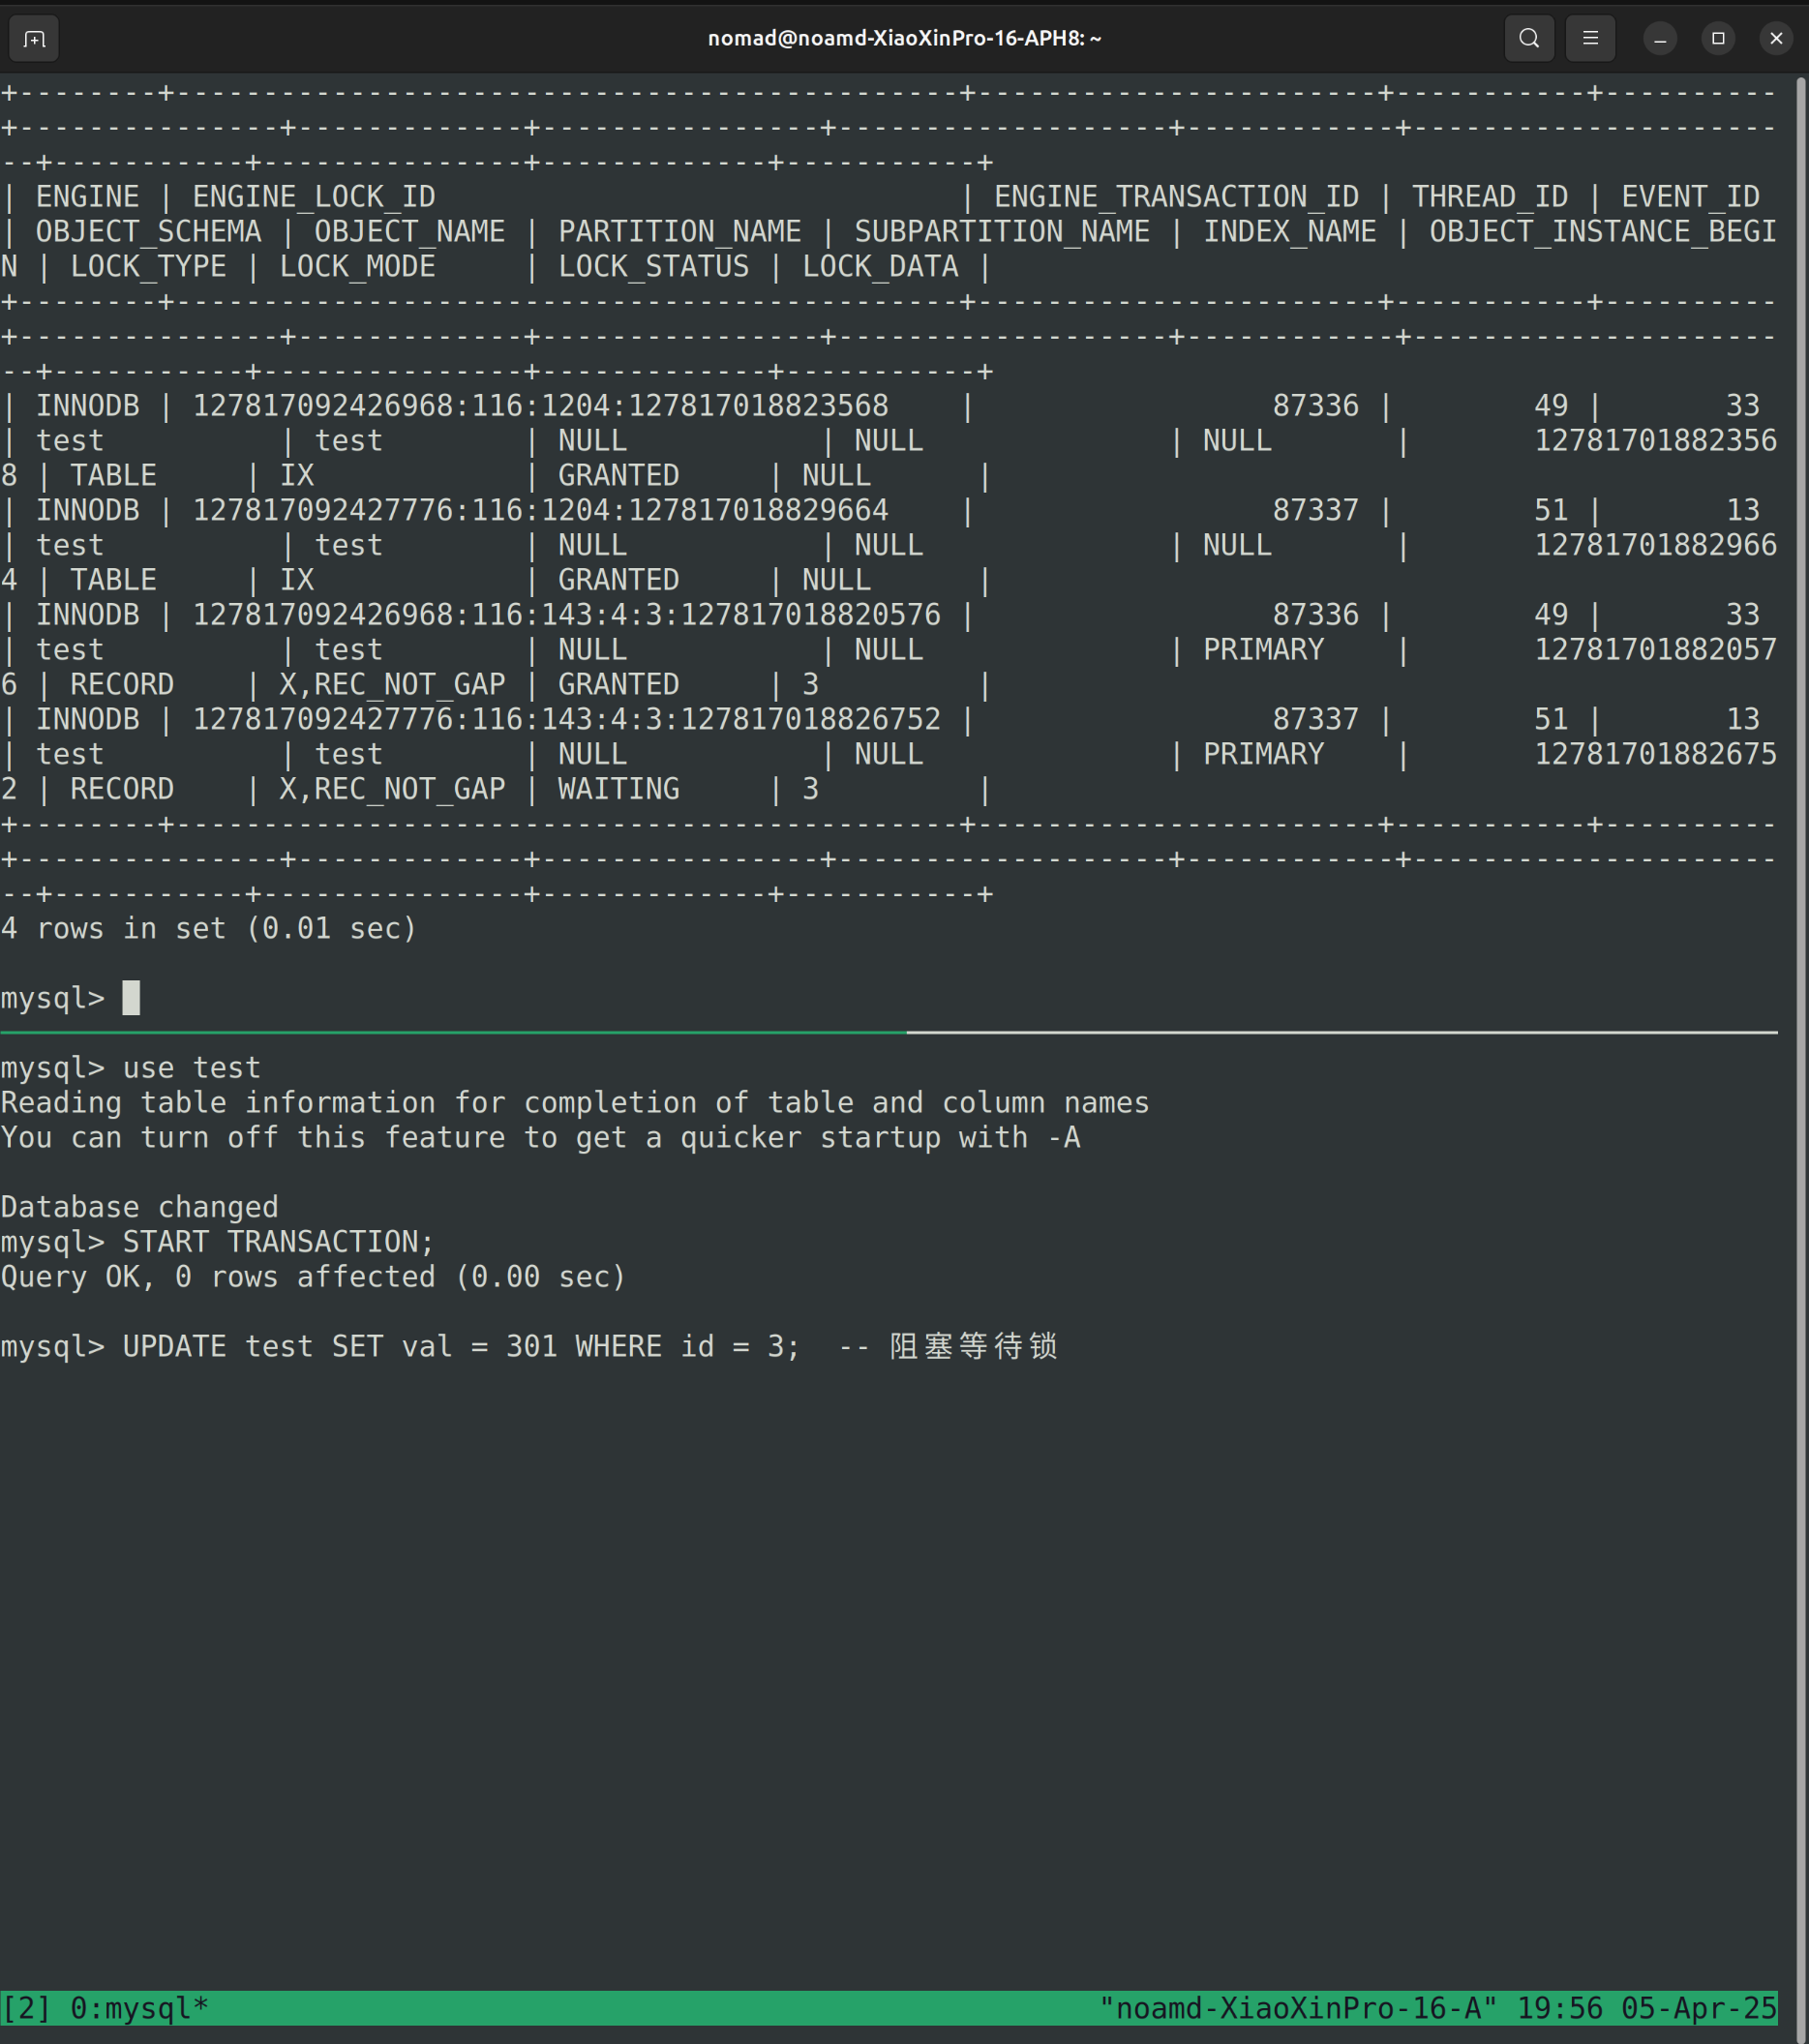 nomad@noamd-XiaoXinPro-16-APH8: ~
+--------+---------------------------------------------+-----------------------+-----------+----------
+---------------+-------------+----------------+-------------------+------------+---------------------
--+-----------+---------------+-------------+-----------+
| ENGINE | ENGINE_LOCK_ID                              | ENGINE_TRANSACTION_ID | THREAD_ID | EVENT_ID
| OBJECT_SCHEMA | OBJECT_NAME | PARTITION_NAME | SUBPARTITION_NAME | INDEX_NAME | OBJECT_INSTANCE_BEGI
N | LOCK_TYPE | LOCK_MODE     | LOCK_STATUS | LOCK_DATA |
+--------+---------------------------------------------+-----------------------+-----------+----------
+---------------+-------------+----------------+-------------------+------------+---------------------
--+-----------+---------------+-------------+-----------+
| INNODB | 127817092426968:116:1204:127817018823568    |                 87336 |        49 |       33
| test          | test        | NULL           | NULL              | NULL       |       12781701882356
8 | TABLE     | IX            | GRANTED     | NULL      |
| INNODB | 127817092427776:116:1204:127817018829664    |                 87337 |        51 |       13
| test          | test        | NULL           | NULL              | NULL       |       12781701882966
4 | TABLE     | IX            | GRANTED     | NULL      |
| INNODB | 127817092426968:116:143:4:3:127817018820576 |                 87336 |        49 |       33
| test          | test        | NULL           | NULL              | PRIMARY    |       12781701882057
6 | RECORD    | X,REC_NOT_GAP | GRANTED     | 3         |
| INNODB | 127817092427776:116:143:4:3:127817018826752 |                 87337 |        51 |       13
| test          | test        | NULL           | NULL              | PRIMARY    |       12781701882675
2 | RECORD    | X,REC_NOT_GAP | WAITING     | 3         |
+--------+---------------------------------------------+-----------------------+-----------+----------
+---------------+-------------+----------------+-------------------+------------+---------------------
--+-----------+---------------+-------------+-----------+
4 rows in set (0.01 sec)
mysql>
mysql> use test
Reading table information for completion of table and column names
You can turn off this feature to get a quicker startup with -A
Database changed
mysql> START TRANSACTION;
Query OK, 0 rows affected (0.00 sec)
mysql> UPDATE test SET val = 301 WHERE id = 3;  -- 阻塞等待锁
[2] 0:mysql* "noamd-XiaoXinPro-16-A" 19:56 05-Apr-25